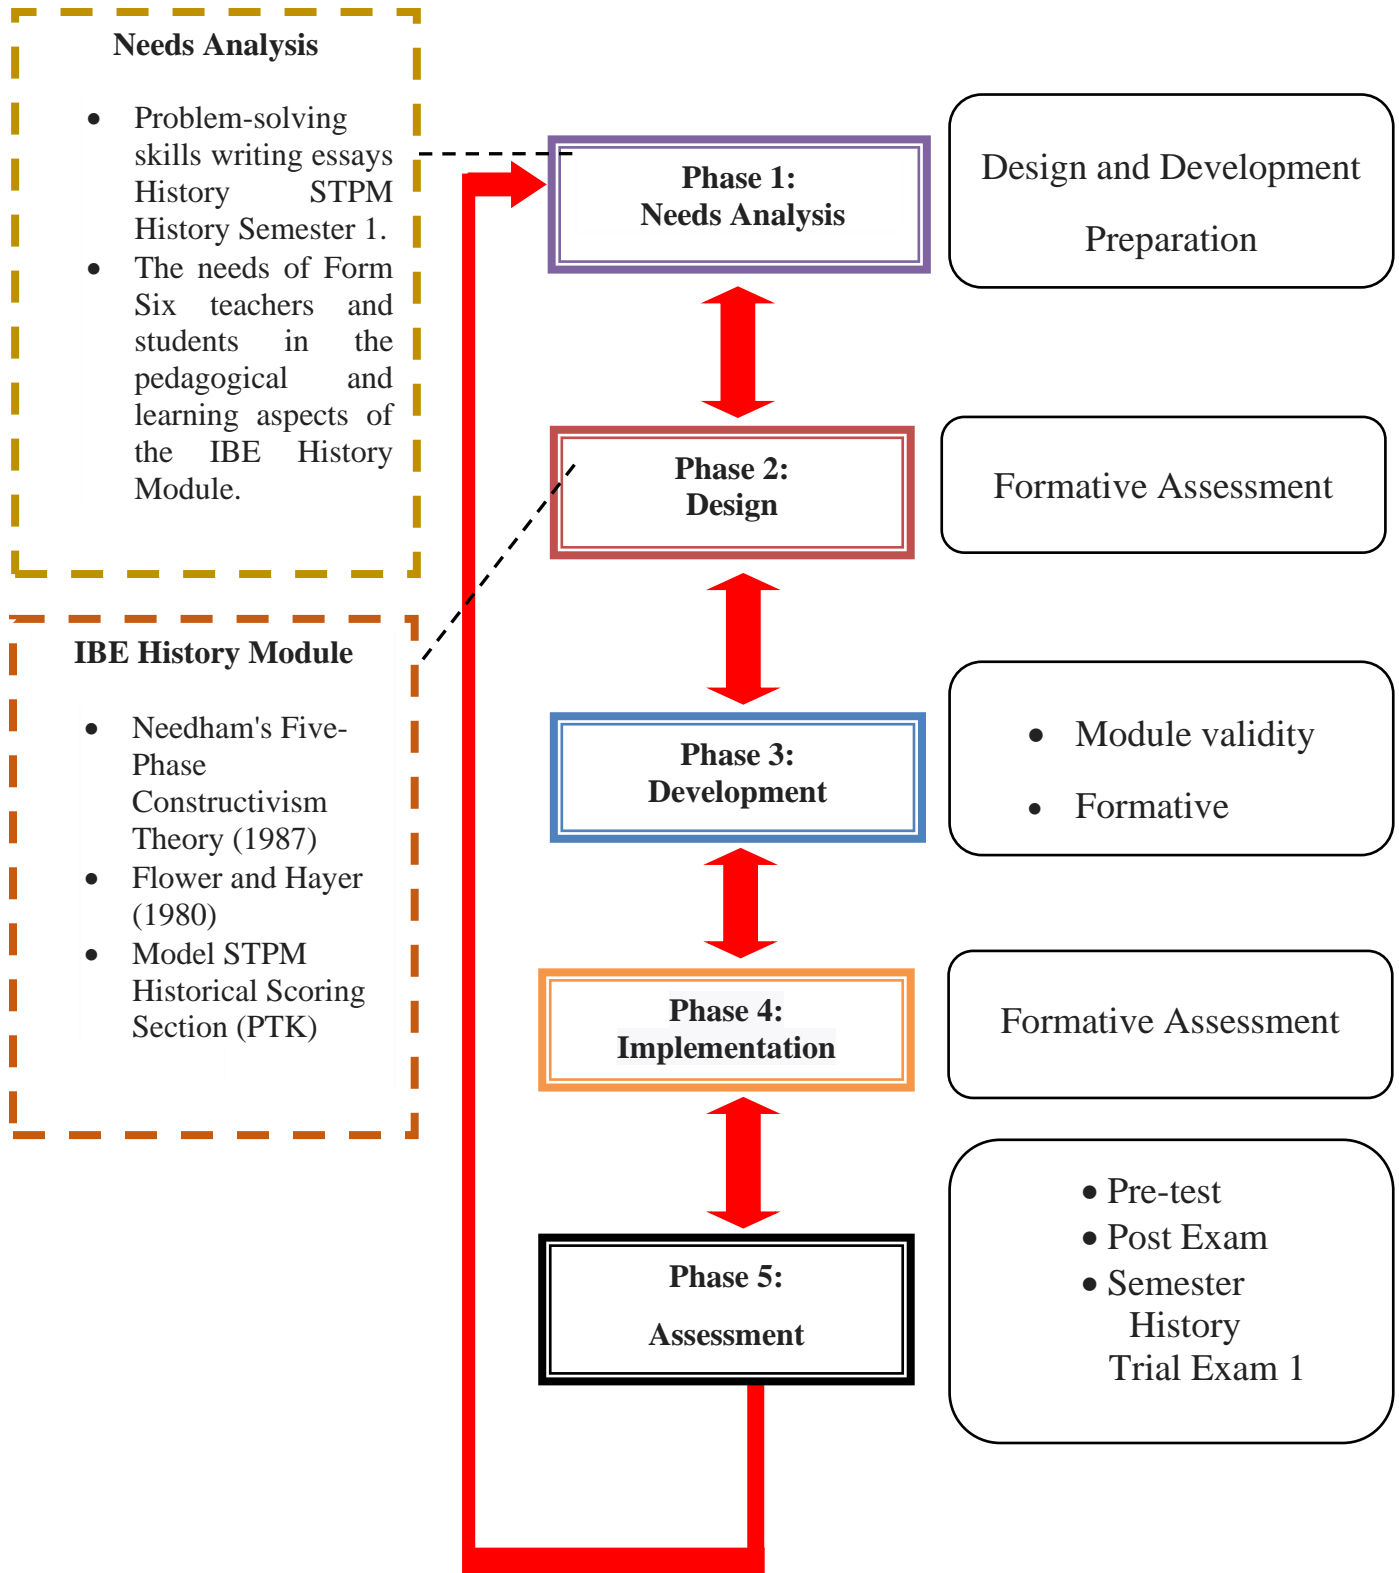 Needs Analysis
• Problem-solving
skills writing essays
History STPM
History Semester 1.
• The needs of Form
Six teachers and
students in the
pedagogical and
learning aspects of
the IBE History
Module.
IBE History Module
• Needham's Five-
Phase
Constructivism
Theory (1987)
• Flower and Hayer
(1980)
• Model STPM
Historical Scoring
Section (PTK)
Phase 1:
Needs Analysis
Design and Development
Preparation
Phase 2:
Design
Formative Assessment
Phase 3:
Development
• Module validity
• Formative
Phase 4:
Implementation
Formative Assessment
Phase 5:
Assessment
• Pre-test
• Post Exam
• Semester
History
Trial Exam 1